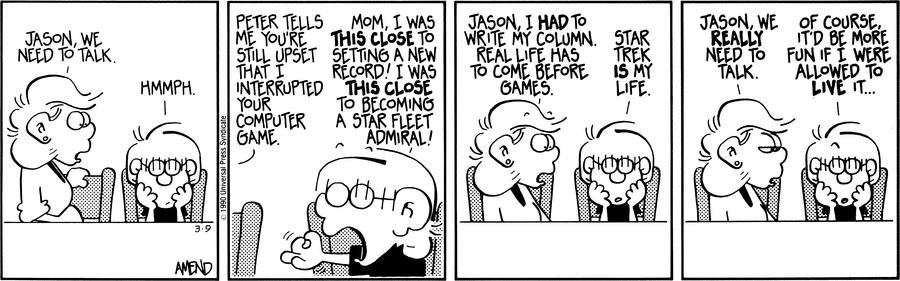 JASON, WE
NEED TO TALK.
HMMPH.
3.9
AMEND
PETER TELLS
ME YOU'RE
STILL UPSET
THAT I
INTERRUPTED
YOUR
COMPUTER
GAME.
MOM, I WAS
THIS CLOSE TO
SETTING A NEW
RECORD! I WAS
THIS CLOSE
TO BECOMING
A STAR FLEET
ADMIRAL!
© 1990 Universal Press Syndicate
JASON, I HAD TO
WRITE MY COLUMN.
REAL LIFE HAS
TO COME BEFORE
GAMES.
STAR
TREK
IS MY
LIFE.
JASON, WE
REALLY
NEED TO
TALK.
OF COURSE,
IT'D BE MORE
FUN IF I WERE
ALLOWED TO
LIVE IT...